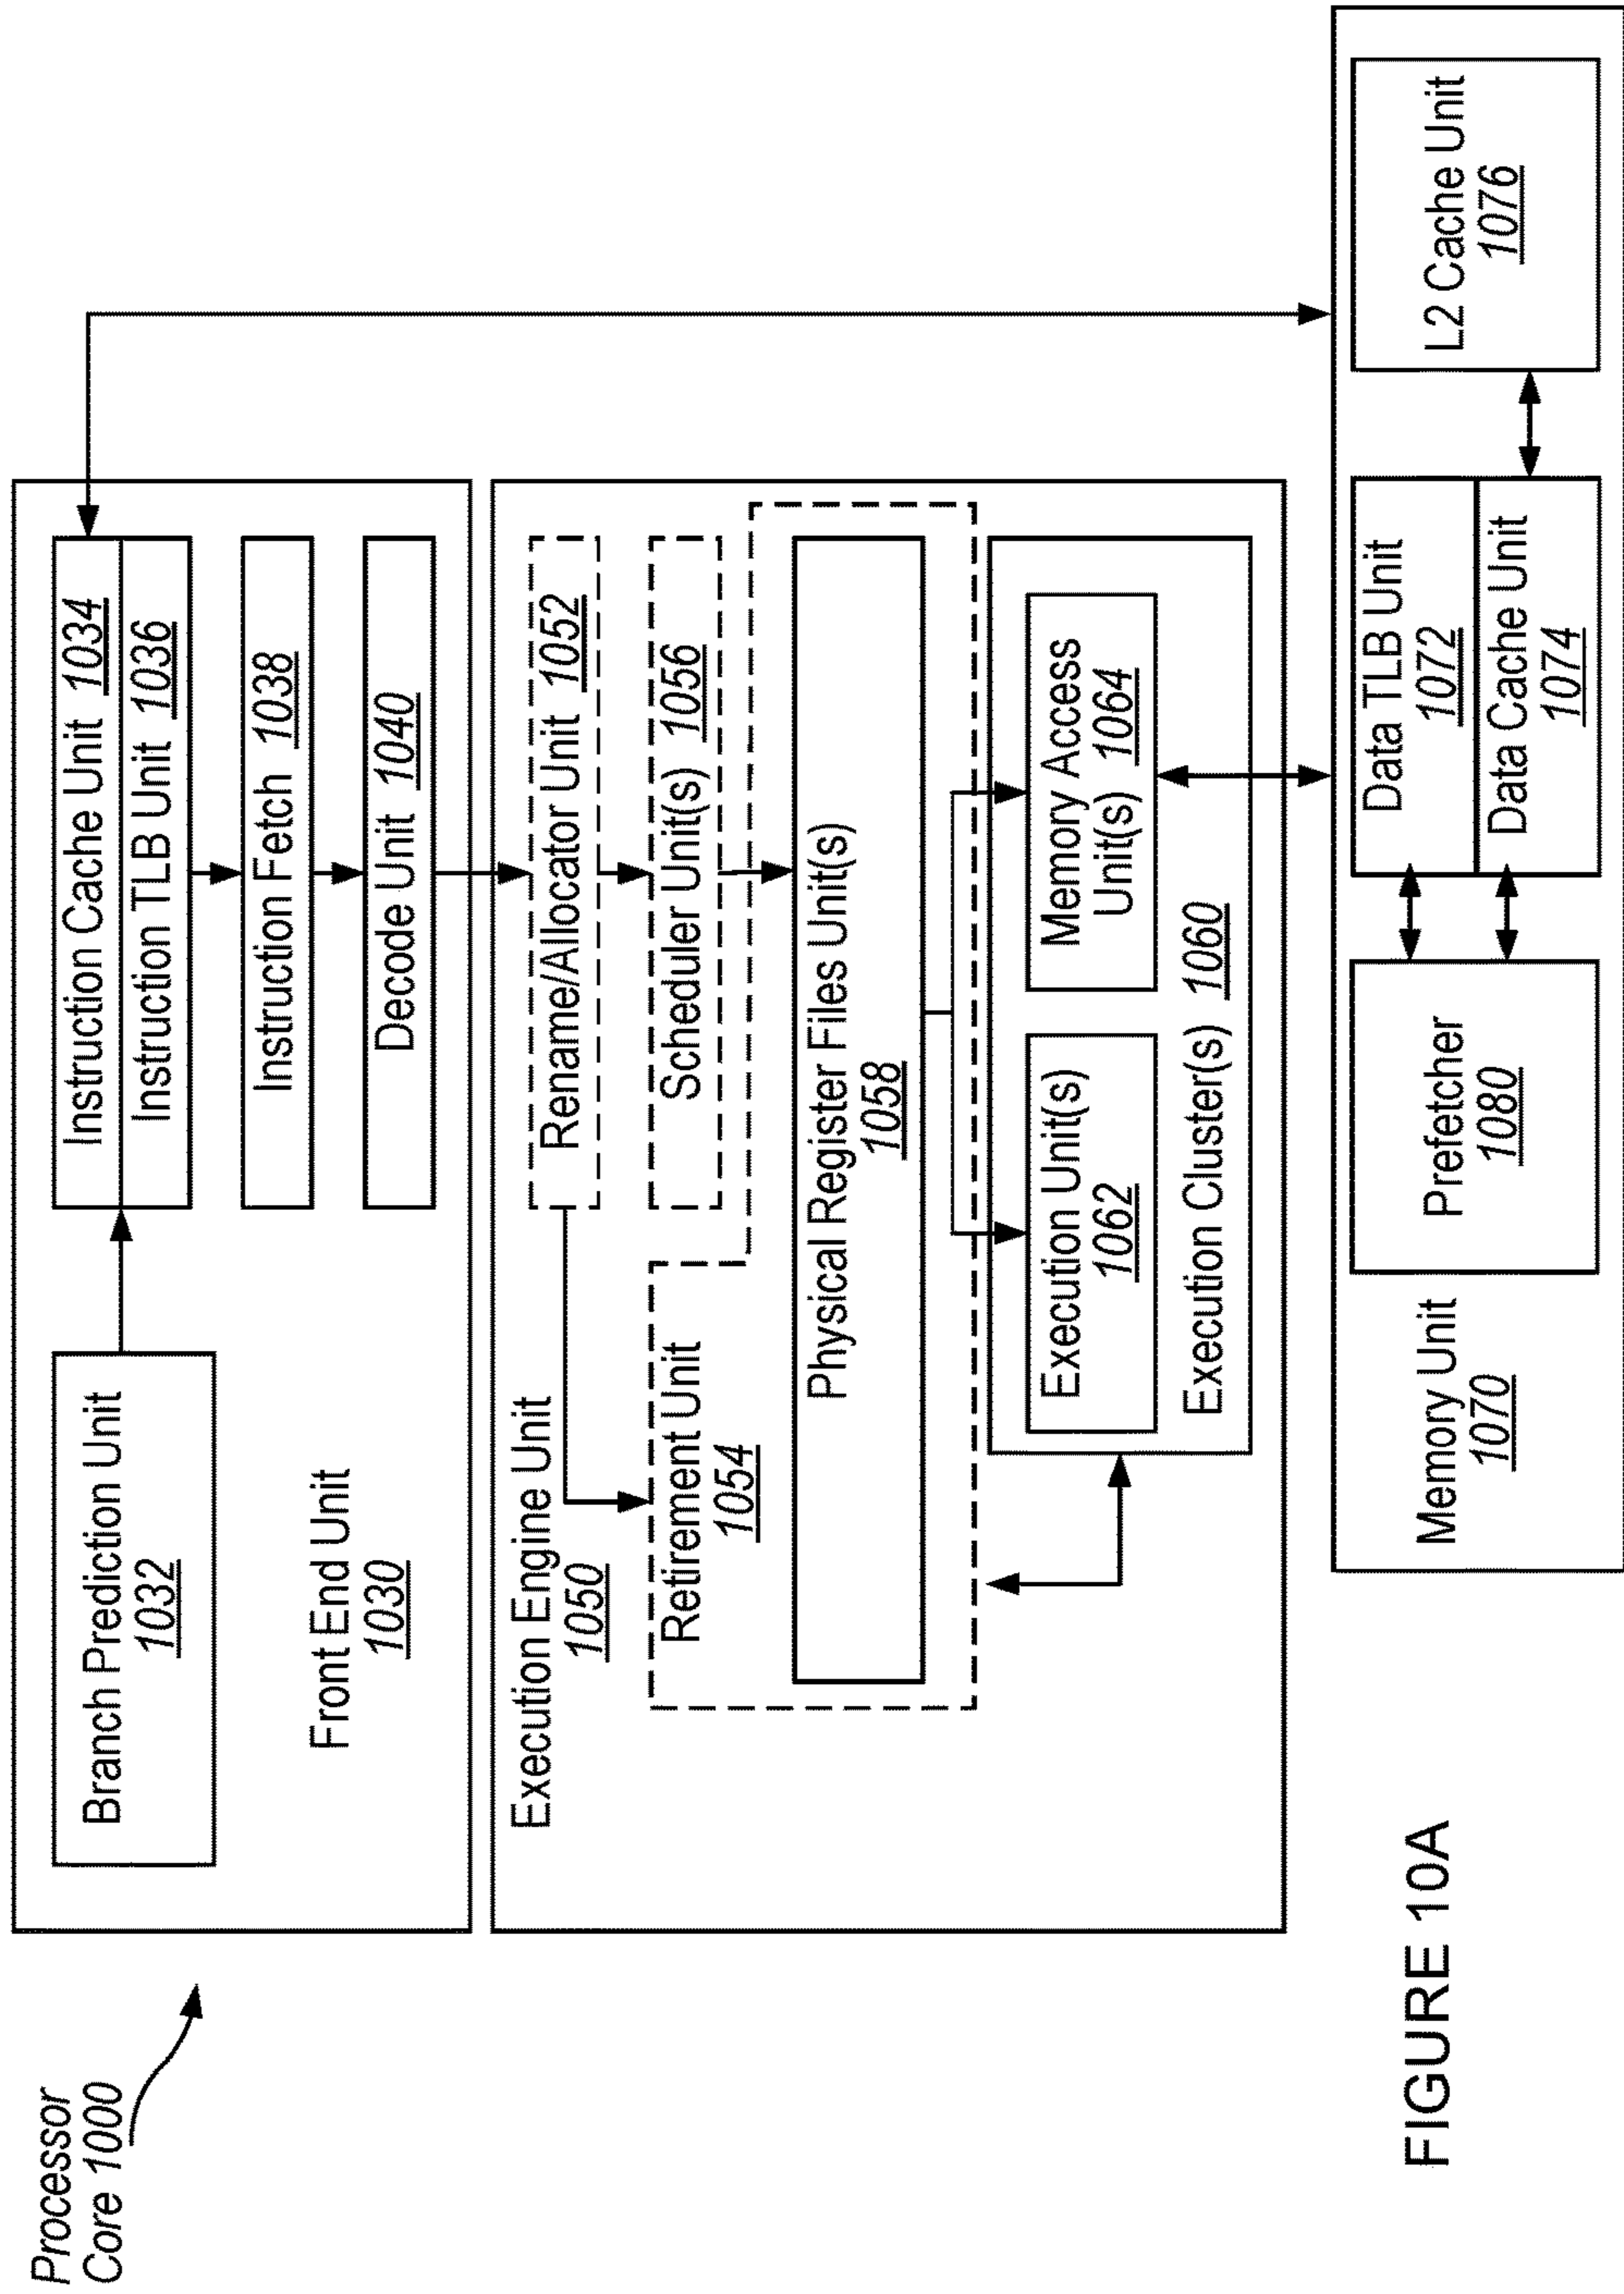 Processor
Core 1000
Branch Prediction Unit
1032
Instruction Cache Unit 1034
Instruction TLB Unit 1036
Instruction Fetch 1038
Decode Unit 1040
Front End Unit
1030
Execution Engine Unit
1050
Rename/Allocator Unit 1052
Scheduler Unit(s) 1056
Retirement Unit
1054
Physical Register Files Unit(s)
1058
Execution Unit(s)
1062
Memory Access
Unit(s) 1064
Execution Cluster(s) 1060
Memory Unit
1070
Prefetcher
1080
Data TLB Unit
1072
Data Cache Unit
1074
L2 Cache Unit
1076
FIGURE 10A